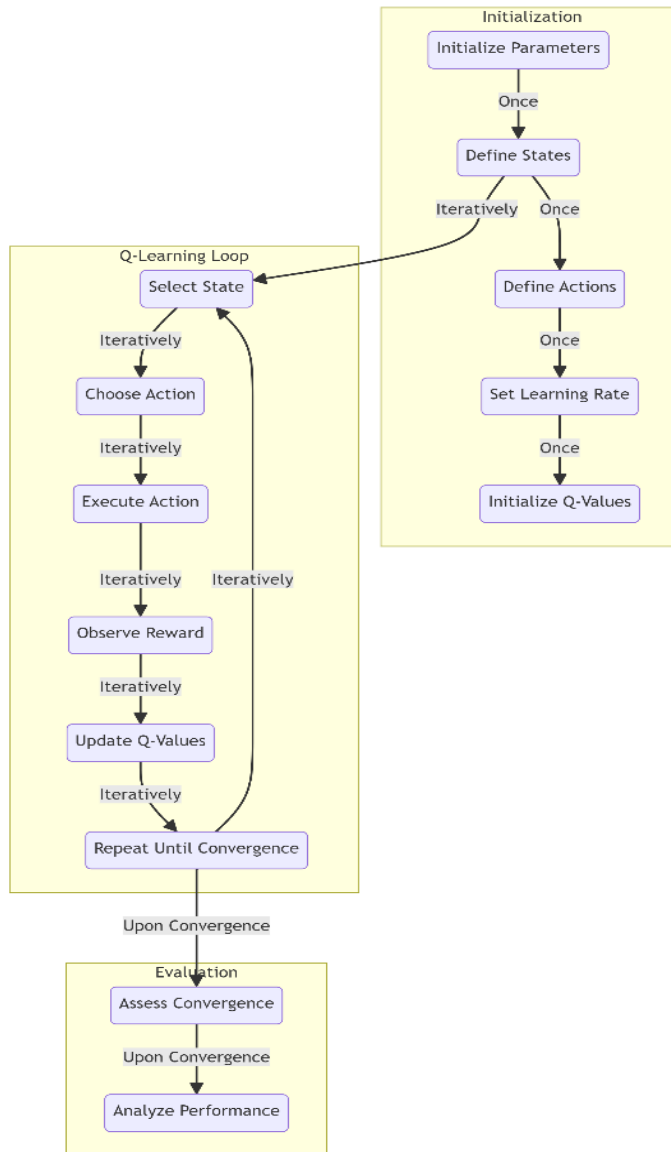 Initialization
Initialize Parameters
Once
Define States
Iteratively
Once
Q-Learning Loop
Select State
Define Actions
Iteratively
Once
Choose Action
Set Learning Rate
Iteratively
Once
Execute Action
Initialize Q-Values
Iteratively
Iteratively
Observe Reward
Iteratively
Update Q-Values
Iteratively
Repeat Until Convergence
Upon Convergence
Evaluation
Assess Convergence
Upon Convergence
Analyze Performance